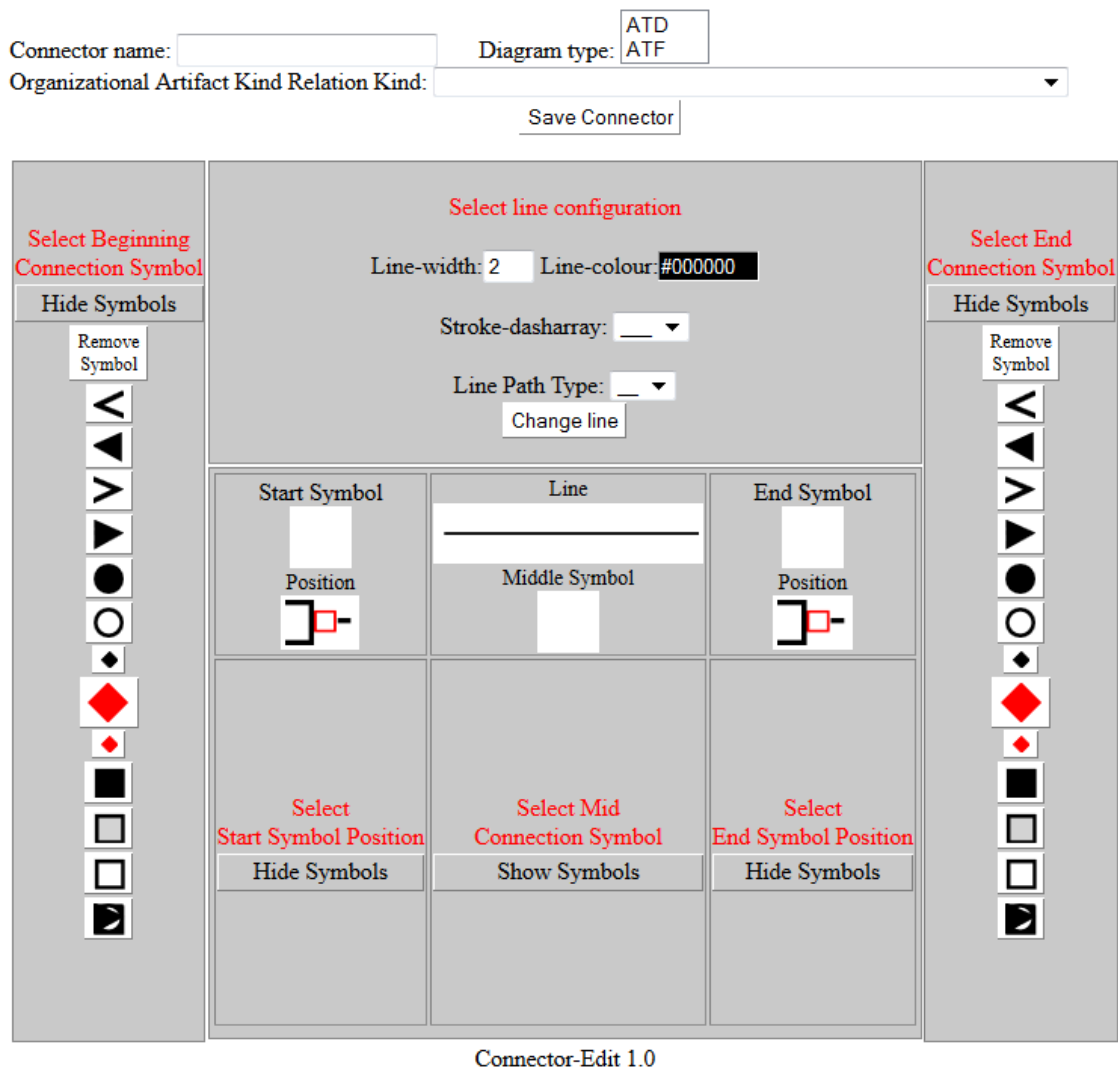 Connector name: Diagram type: ATD
ATF
Organizational Artifact Kind Relation Kind:
Save Connector
Select Beginning
Connection Symbol
Hide Symbols
Remove
Symbol
Select line configuration
Line-width: 2 Line-colour: #000000
Stroke-dasharray: ___
Line Path Type: __
Change line
Start Symbol
Position
Line
Middle Symbol
End Symbol
Position
Select
Start Symbol Position
Hide Symbols
Select Mid
Connection Symbol
Show Symbols
Select
End Symbol Position
Hide Symbols
Select End
Connection Symbol
Hide Symbols
Remove
Symbol
Connector-Edit 1.0